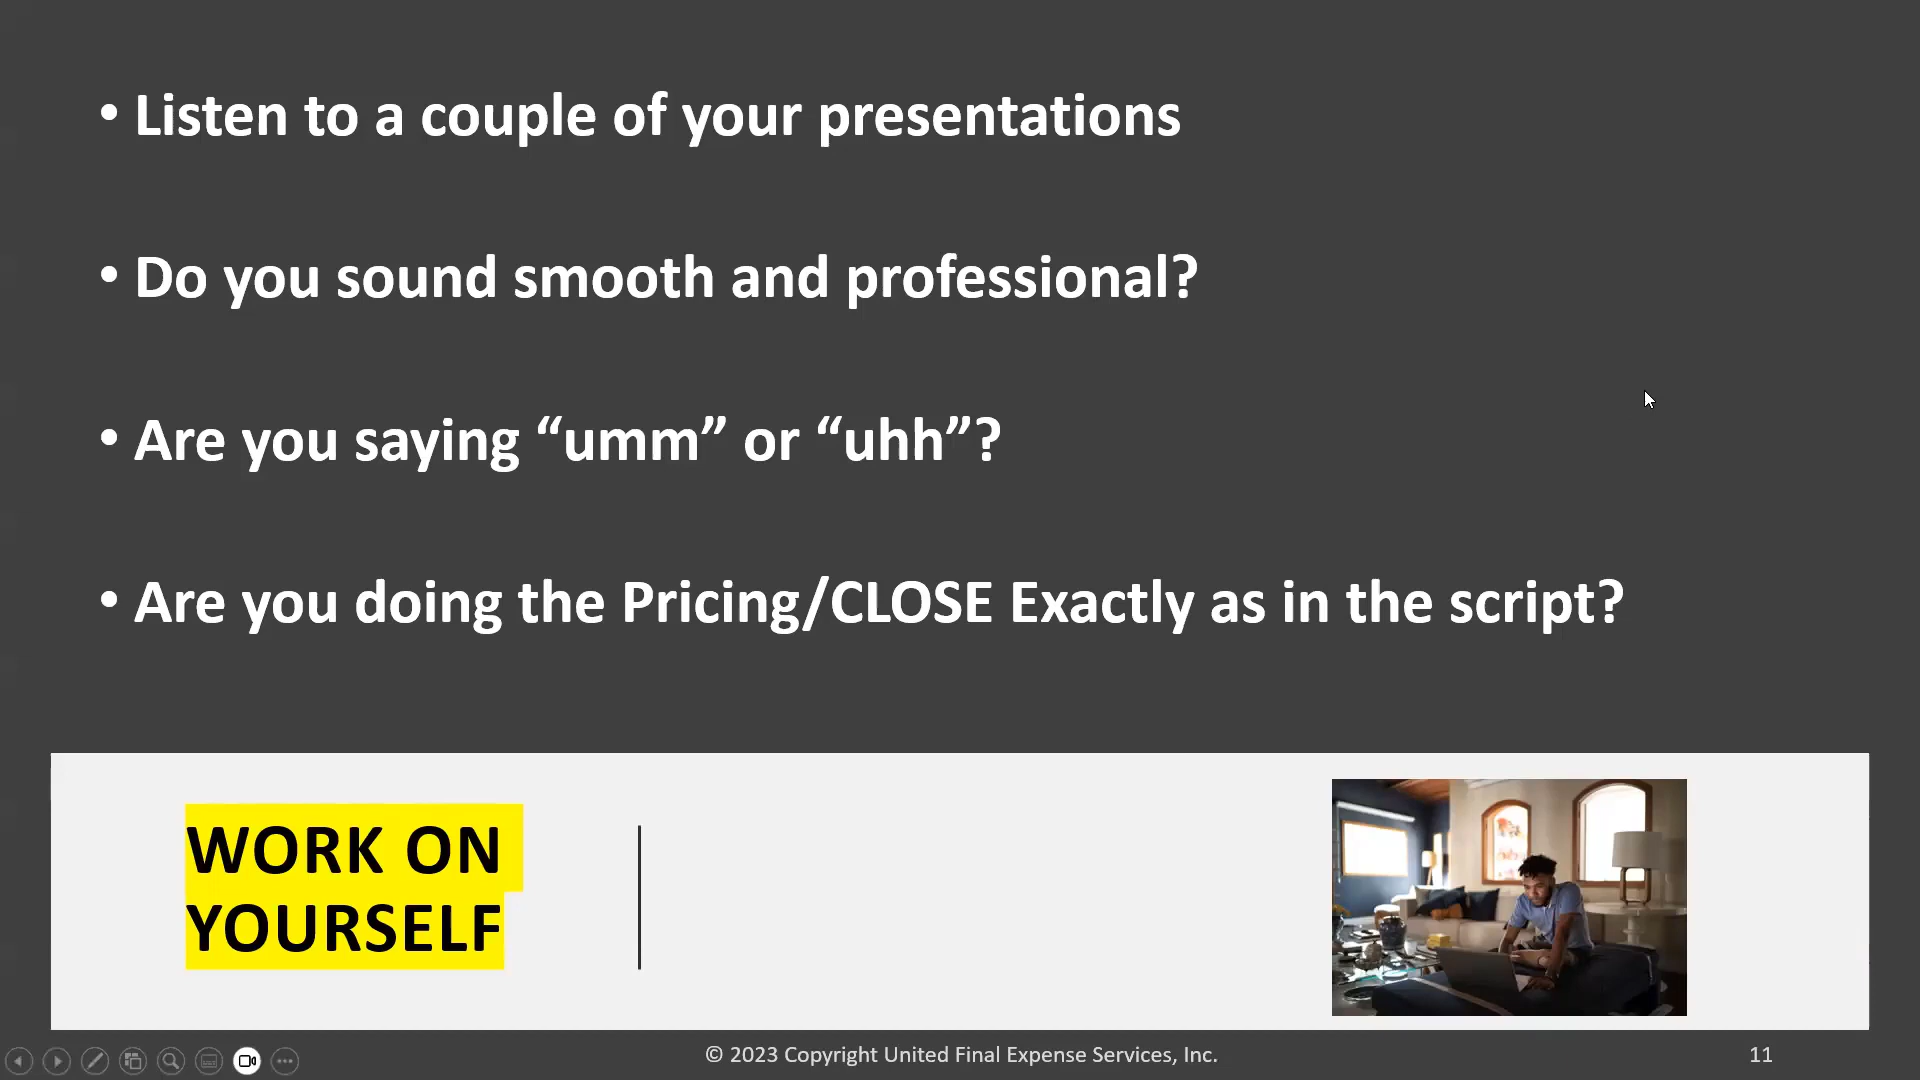 • Listen to a couple of your presentations
• Do you sound smooth and professional?
• Are you saying “umm” or “uhh”?
• Are you doing the Pricing/CLOSE Exactly as in the script?
WORK ON
YOURSELF
© 2023 Copyright United Final Expense Services, Inc.
11